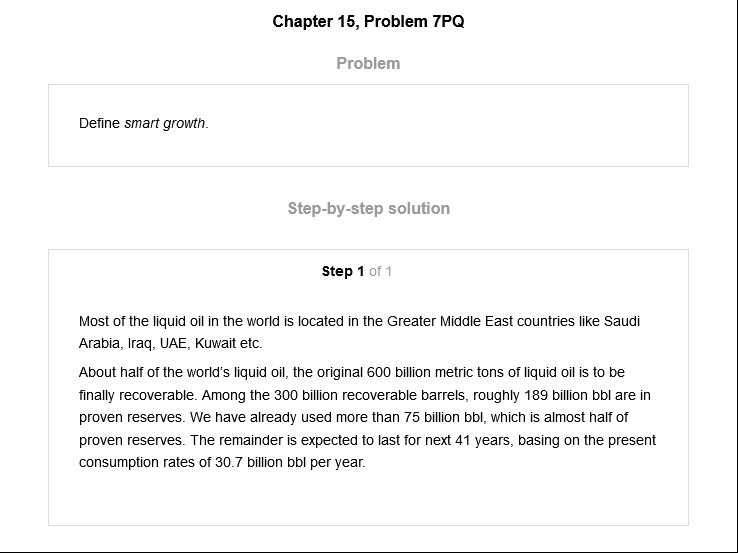 Chapter 15, Problem 7PQ
Problem
Define smart growth.
Step-by-step solution
Step 1 of 1
Most of the liquid oil in the world is located in the Greater Middle East countries like Saudi
Arabia, Iraq, UAE, Kuwait etc.
About half of the world's liquid oil, the original 600 billion metric tons of liquid oil is to be
finally recoverable. Among the 300 billion recoverable barrels, roughly 189 billion bbl are in
proven reserves. We have already used more than 75 billion bbl, which is almost half of
proven reserves. The remainder is expected to last for next 41 years, basing on the present
consumption rates of 30.7 billion bbl per year.